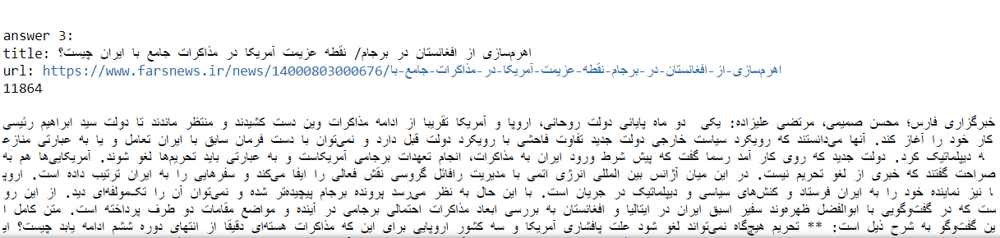 answer 3:
title: اهرم‌سازی از افغانستان در برجام/ نقطه عزیمت آمریکا در مذاکرات جامع با ایران چیست؟
url: https://www.farsnews.ir/news/14000803000676/اهرم‌سازی-از-افغانستان-در-برجام-نقطه-عزیمت-آمریکا-در-مذاکرات-جامع-با
11864
خبرگزاری فارس؛ محسن صمیمی، مرتضی علیزاده: یکی  دو ماه پایانی دولت روحانی، اروپا و آمریکا تقریبا از ادامه مذاکرات وین دست کشیدند و منتظر ماندند تا دولت سید ابراهیم رئیسی
کار خود را آغاز کند. آنها می‌دانستند که رویکرد سیاست خارجی دولت جدید تفاوت فاحشی با رویکرد دولت قبل دارد و نمی‌توان با دست فرمان سابق با ایران تعامل و یا به عبارتی منازع
ه دیپلماتیک کرد. دولت جدید که روی کار آمد رسما گفت که پیش شرط ورود ایران به مذاکرات، انجام تعهدات برجامی آمریکاست و به عبارتی باید تحریم‌ها لغو شوند. آمریکایی‌ها هم به
صراحت گفتند که خبری از لغو تحریم نیست. در این میان آژانس بین المللی انرژی اتمی با مدیریت رافائل گروسی نقش فعالی را ایفا می‌کند و سفرهایی را به ایران ترتیب داده است. اروپ
ا نیز نماینده خود را به ایران فرستاد و کنش‌های سیاسی و دیپلماتیک در جریان است. با این حال به نظر می‌رسد پرونده برجام پیچیده‌تر شده و نمی‌توان آن را تک‌مولفه‌ای دید. از این رو
ست که در گفت‌وگویی با ابوالفضل ظهره‌وند سفیر اسبق ایران در ایتالیا و افغانستان به بررسی ابعاد مذاکرات احتمالی برجامی در آینده و مواضع مقامات دو طرف پرداخته است. متن کامل ا
ین گفت‌وگو به شرح ذیل است: ** تحریم هیچ‌گاه نمی‌تواند لغو شود علت پافشاری آمریکا و سه کشور اروپایی برای این که مذاکرات هسته‌ای دقیقا از انتهای دوره ششم ادامه یابد چیست؟ ای